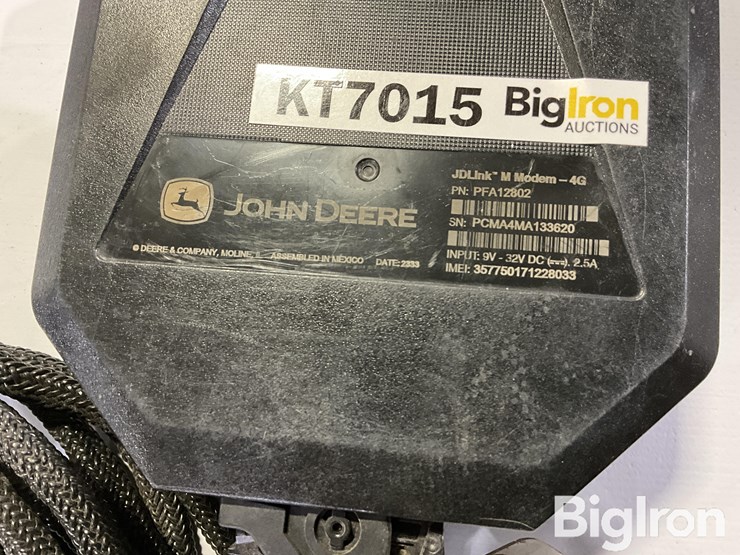 KT7015 BigIron
AUCTIONS
JDLink™ M Modem – 4G
PN: PFA12802
JOHN DEERE
SN: PCMA4MA133620
© DEERE & COMPANY, MOLINE, IL ASSEMBLED IN MÉXICO DATE: 2333
INPUT: 9V - 32V DC 2.5A
IMEI: 357750171228033
BigIron